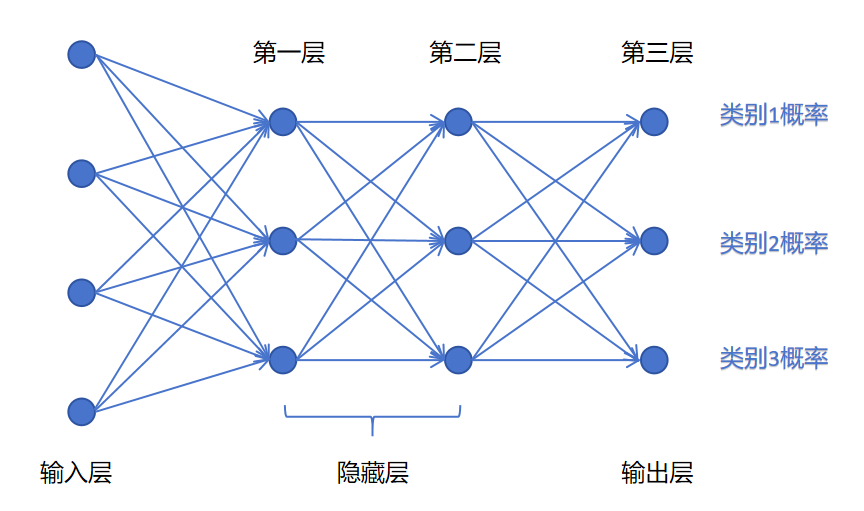 第一层
第二层
第三层
类别1概率
类别2概率
类别3概率
输入层
隐藏层
输出层